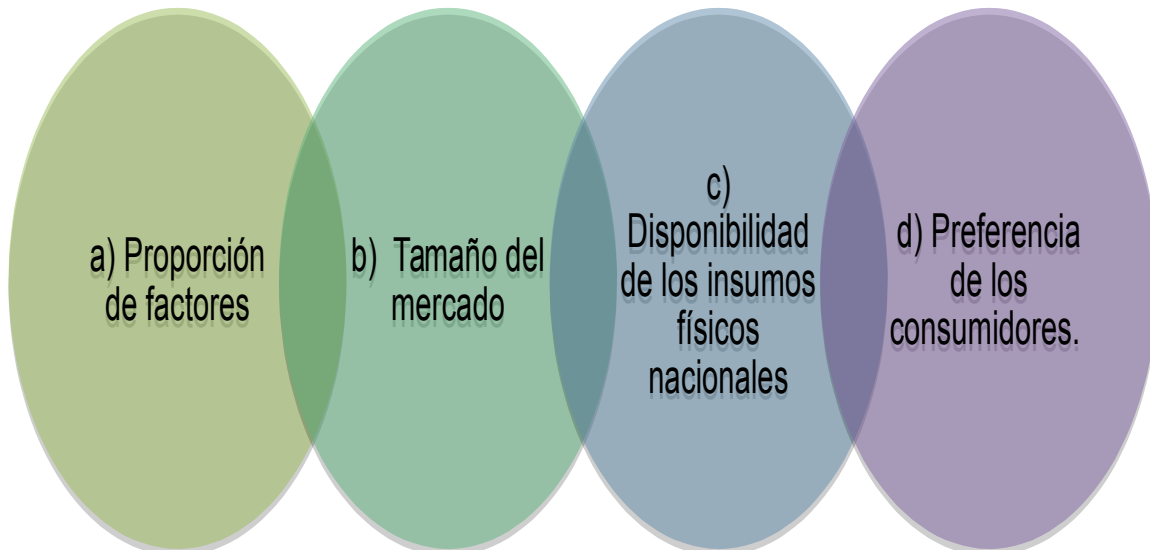 a) Proporción
de factores
b)  Tamaño del
mercado
c)
Disponibilidad
de los insumos
físicos
nacionales
d) Preferencia
de los
consumidores.